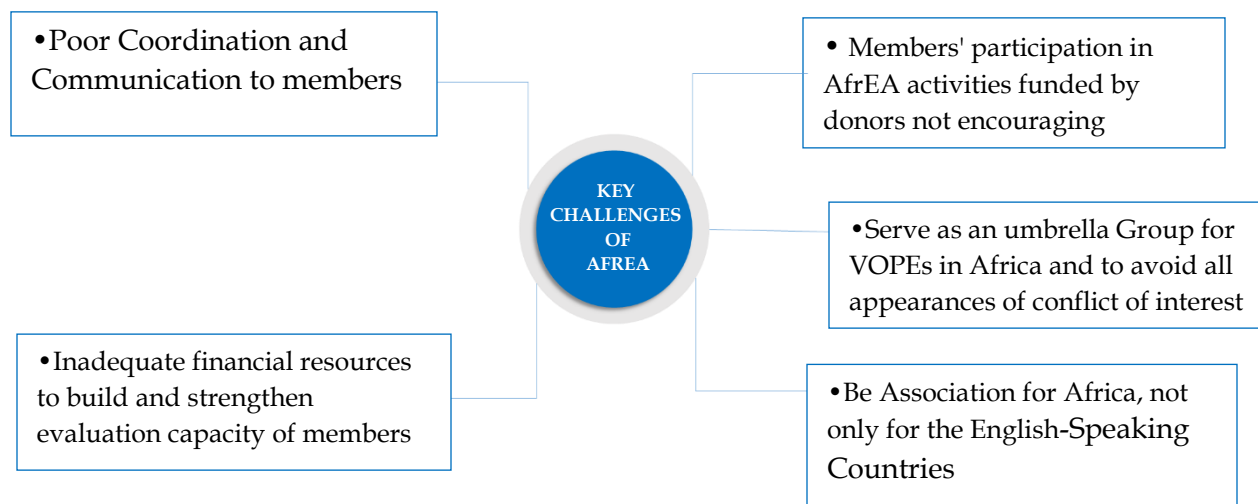 •Poor Coordination and
Communication to members
• Members' participation in
AfrEA activities funded by
donors not encouraging
KEY
CHALLENGES
OF
AFREA
•Serve as an umbrella Group for
VOPEs in Africa and to avoid all
appearances of conflict of interest
•Inadequate financial resources
to build and strengthen
evaluation capacity of members
•Be Association for Africa, not
only for the English-Speaking
Countries